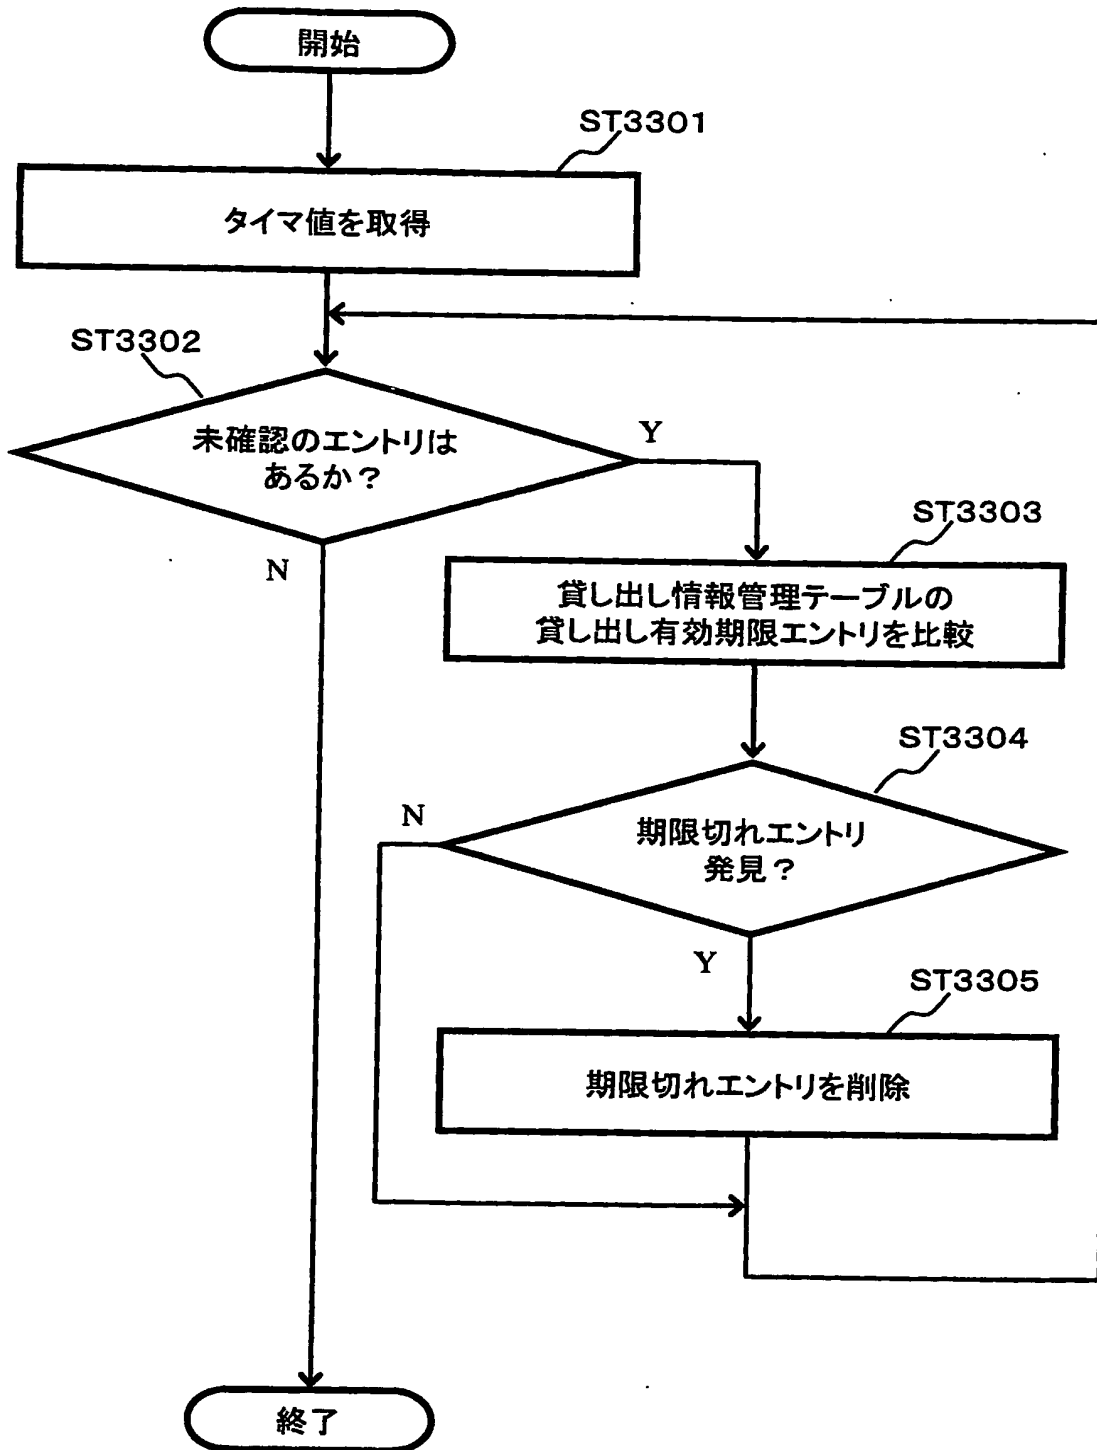 開始
ST3301
タイマ値を取得
ST3302
未確認のエントリは
あるか？
Y
N
ST3303
貸し出し情報管理テーブルの
貸し出し有効期限エントリを比較
ST3304
N
期限切れエントリ
発見？
Y
ST3305
期限切れエントリを削除
終了